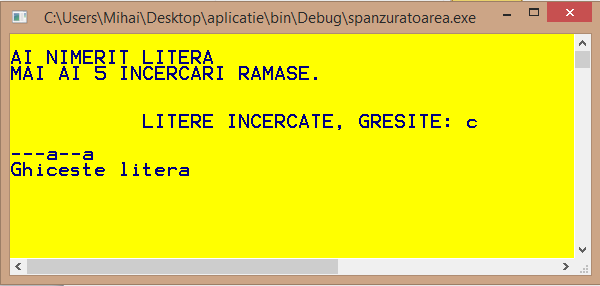 C:\Users\Mihai\Desktop\aplicatie\bin\Debug\spanzuratoarea.exe
AI NIMERIT LITERA
MAI AI 5 INCERCARI RAMASE.
LITERE INCERCATE, GRESITE: c
---a--a
Ghiceste litera